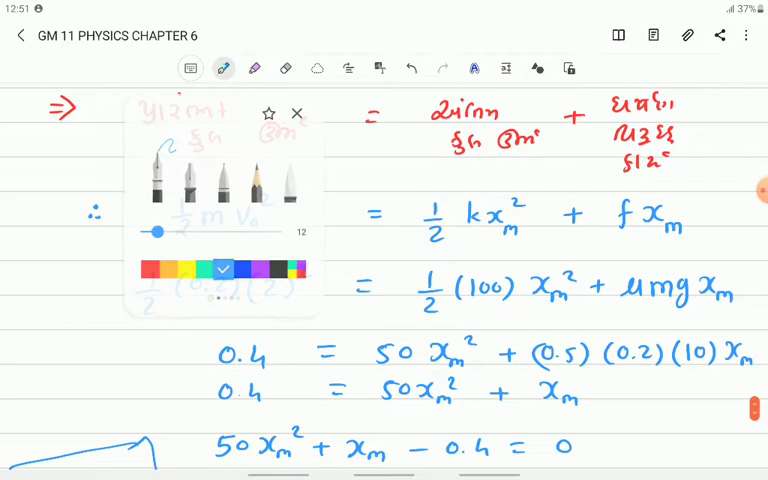 12:51 37%
GM 11 PHYSICS CHAPTER 6
⇒ = અંતિમ + ઘર્ષણ
કુલ ઊર્જા વિરુદ્ધ
કાર્ય
∴ 1/2 m v₀² = 1/2 k xₘ² + f xₘ
12
1/2 (0.2)(2)² = 1/2 (100) xₘ² + μmg xₘ
0.4 = 50 xₘ² + (0.5) (0.2) (10) xₘ
0.4 = 50xₘ² + xₘ
50xₘ² + xₘ - 0.4 = 0